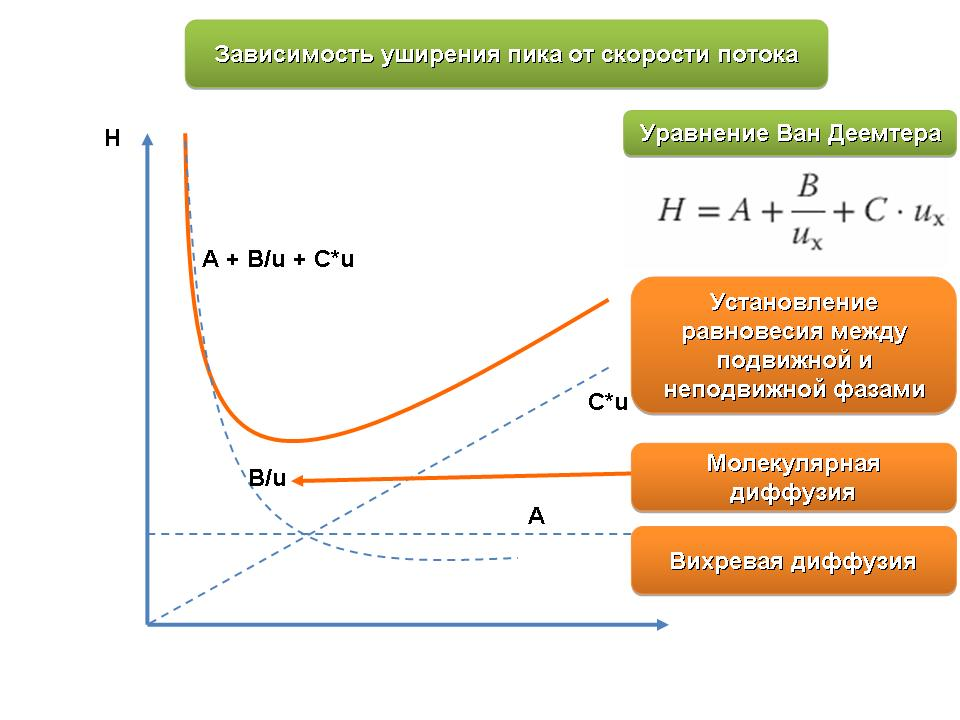 Зависимость уширения пика от скорости потока
H
Уравнение Ван Деемтера
H = A + B/uₓ + C · uₓ
A + B/u + C*u
Установление
равновесия между
подвижной и
неподвижной фазами
C*u
Молекулярная
диффузия
B/u
A
Вихревая диффузия